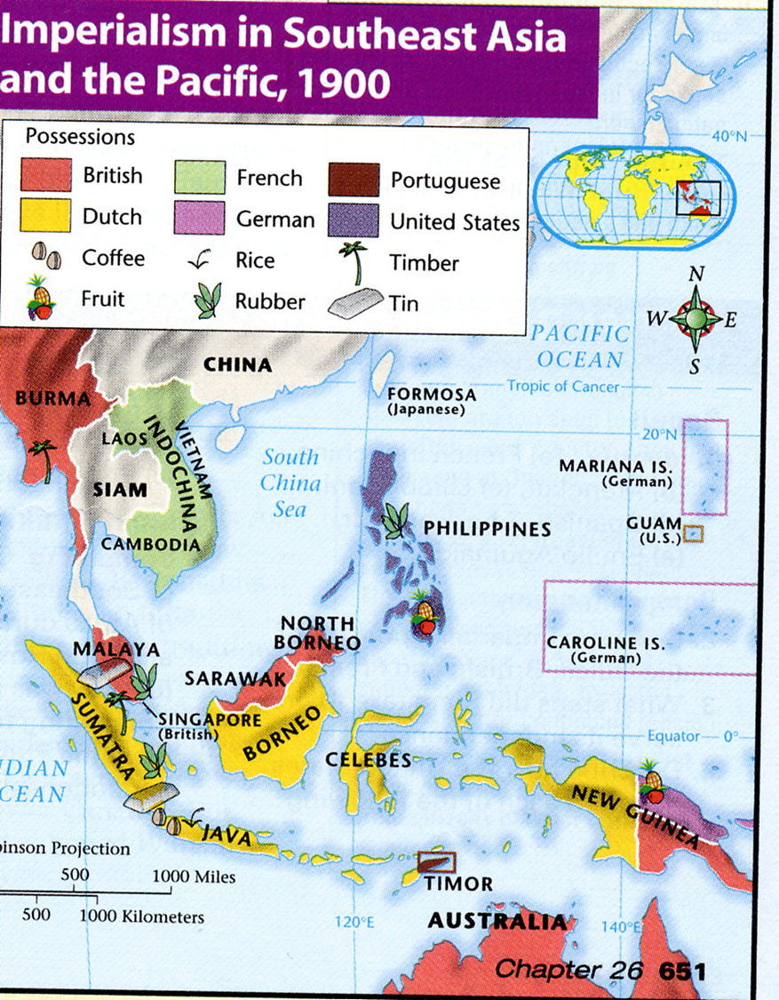 Imperialism in Southeast Asia
and the Pacific, 1900
Possessions
British
French
Portuguese
Dutch
German
United States
Coffee
Rice
Timber
Fruit
Rubber
Tin
40°N
N
W
E
S
PACIFIC
OCEAN
CHINA
BURMA
FORMOSA
(Japanese)
Tropic of Cancer
20°N
LAOS
VIETNAM
INDOCHINA
SIAM
CAMBODIA
South
China
Sea
MARIANA IS.
(German)
GUAM
(U.S.)
PHILIPPINES
NORTH
BORNEO
CAROLINE IS.
(German)
MALAYA
SARAWAK
SINGAPORE
(British)
SUMATRA
BORNEO
CELEBES
Equator
0°
NDIAN
CEAN
NEW GUINEA
JAVA
binson Projection
500
1000 Miles
500
1000 Kilometers
TIMOR
120°E
AUSTRALIA
140°E
Chapter 26 651